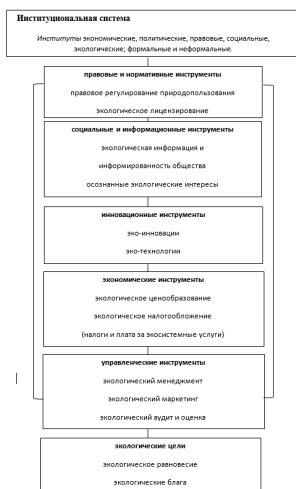 Институциональная система
Институты экономические, политические, правовые, социальные,
экологические; формальные и неформальные.
правовые и нормативные инструменты
правовое регулирование природопользования
экологическое лицензирование
социальные и информационные инструменты
экологическая информация и
информированность общества
осознанные экологические интересы
инновационные инструменты
эко-инновации
эко-технологии
экономические инструменты
экологическое ценообразование
экологическое налогообложение
(налоги и плата за экосистемные услуги)
управленческие инструменты
экологический менеджмент
экологический маркетинг
экологический аудит и оценка
экологические цели
экологическое равновесие
экологические блага